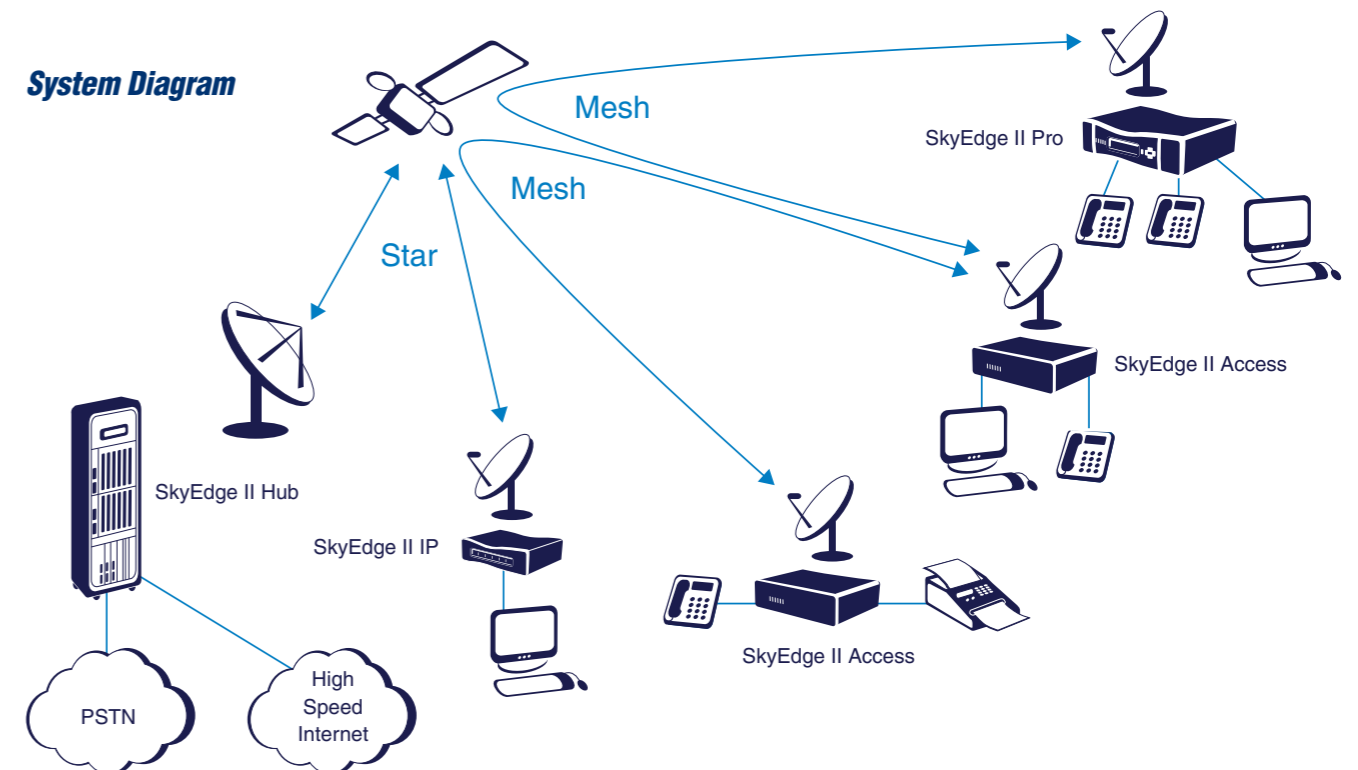 System Diagram
Mesh
SkyEdge II Pro
Mesh
Star
SkyEdge II Access
SkyEdge II Hub
SkyEdge II IP
SkyEdge II Access
PSTN
High
Speed
Internet